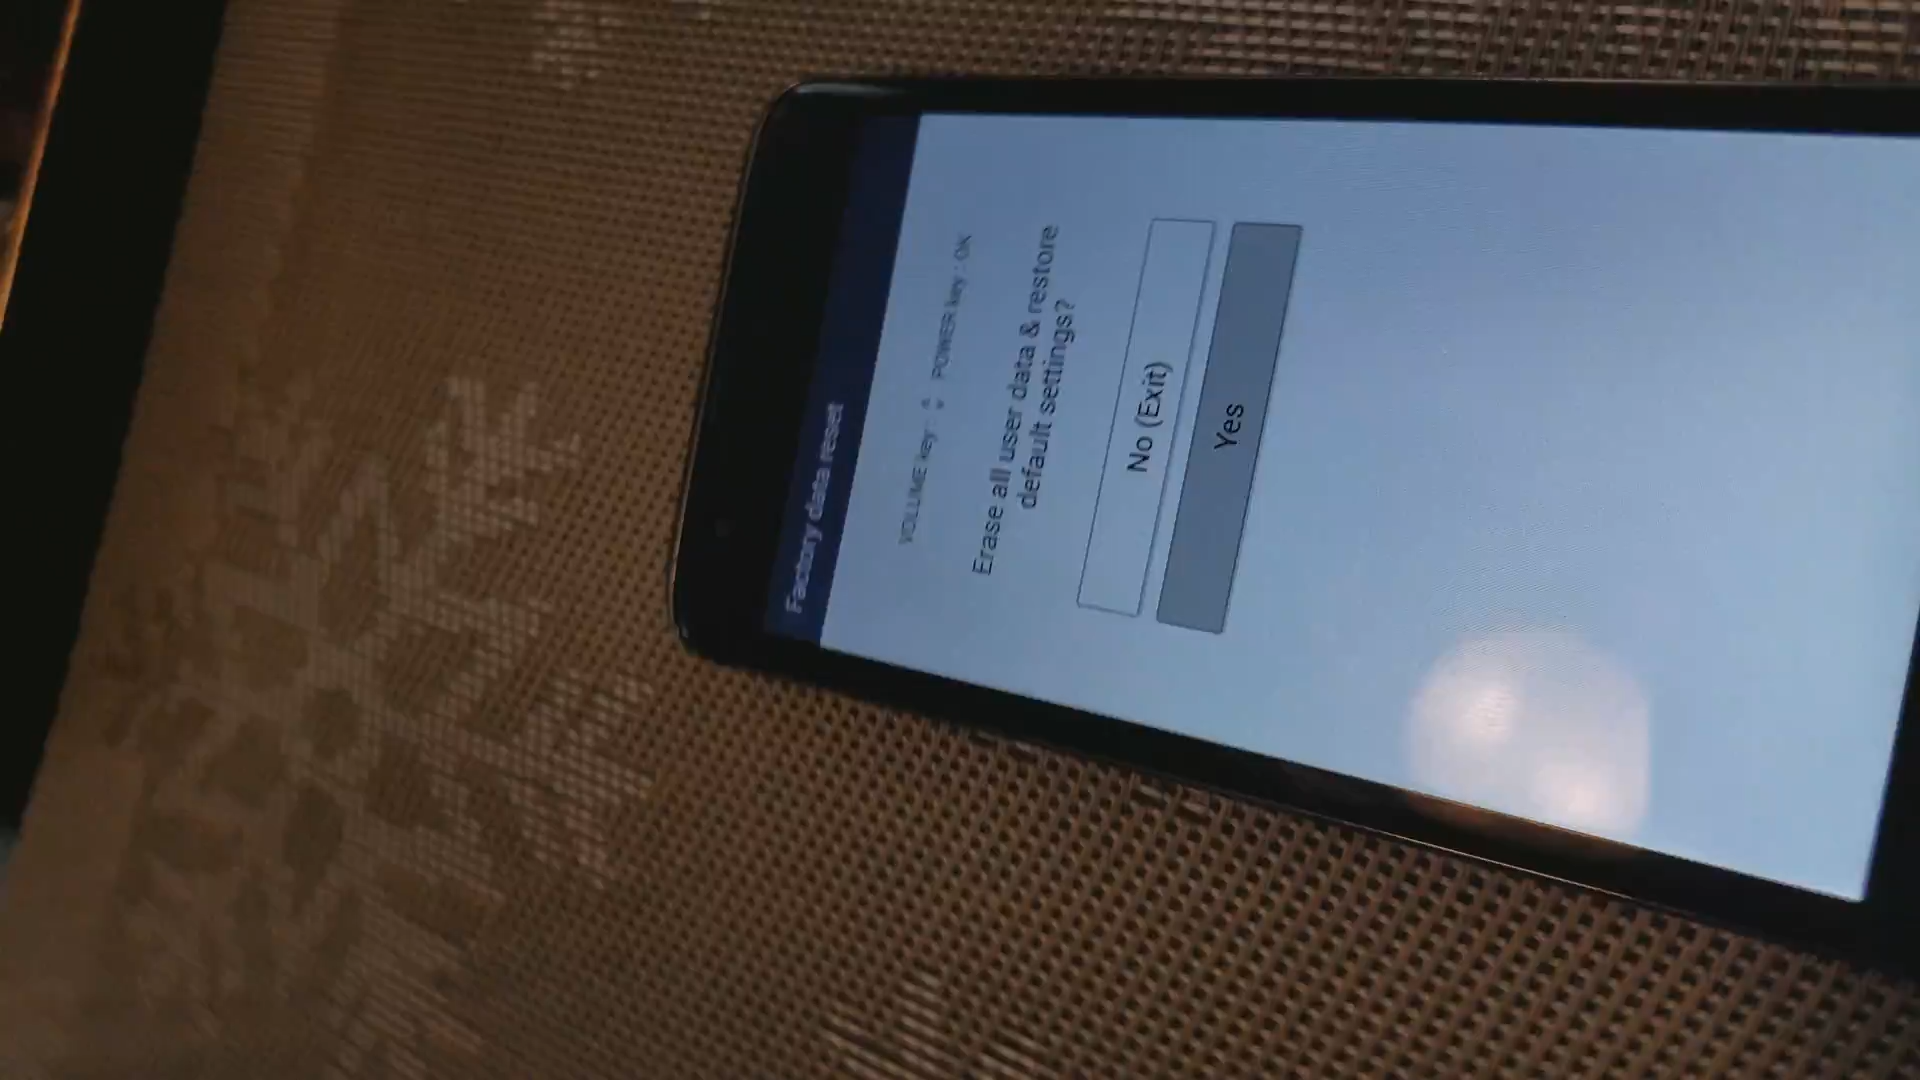 Factory data reset
VOLUME key : POWER key : OK
Erase all user data & restore
default settings?
No (Exit)
Yes